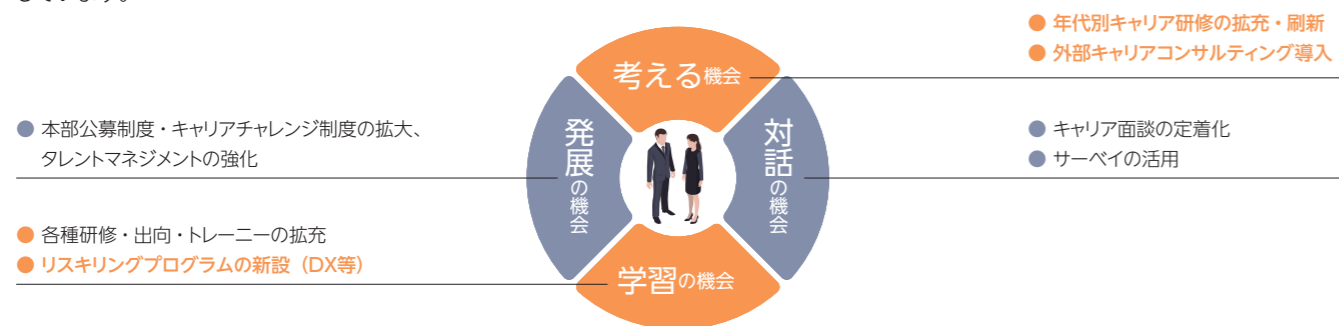 しています。
● 年代別キャリア研修の拡充・刷新
● 外部キャリアコンサルティング導入
考える機会
● 本部公募制度・キャリアチャレンジ制度の拡大、
タレントマネジメントの強化
発展の機会
対話の機会
● キャリア面談の定着化
● サーベイの活用
● 各種研修・出向・トレーニーの拡充
● リスキリングプログラムの新設（DX等）
学習の機会